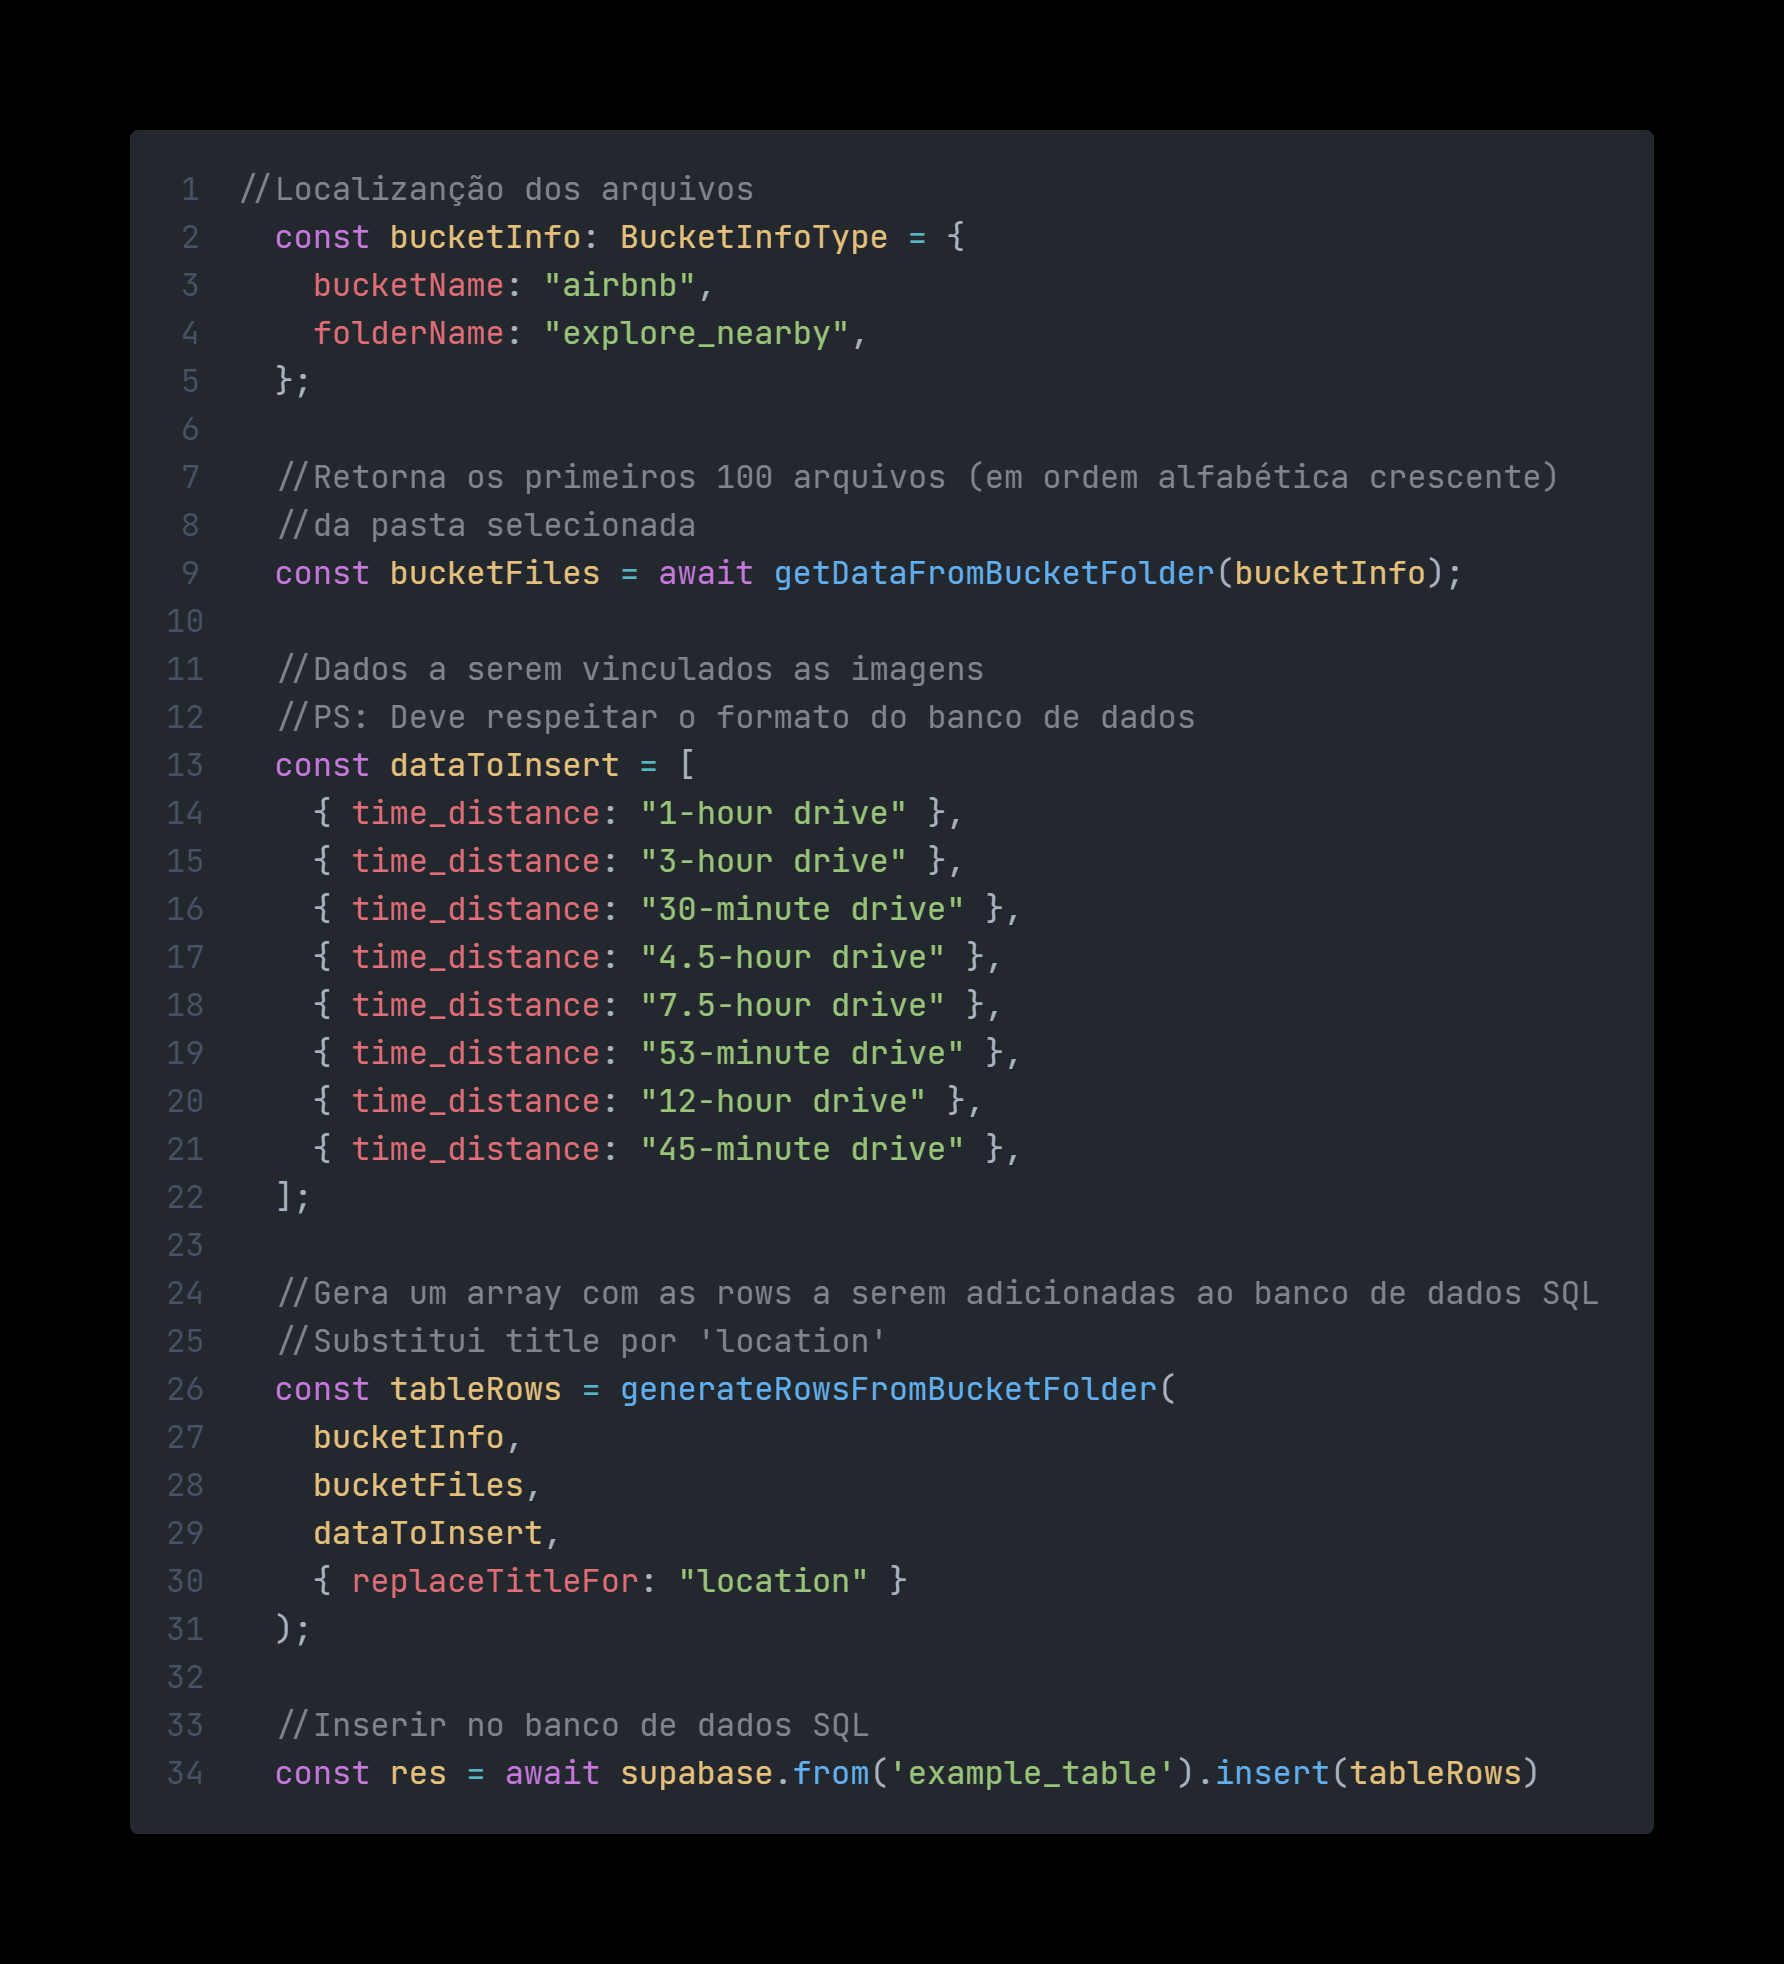 1 //Localizanção dos arquivos
2 const bucketInfo: BucketInfoType = {
3 bucketName: "airbnb",
4 folderName: "explore_nearby",
5 };
6
7 //Retorna os primeiros 100 arquivos (em ordem alfabética crescente)
8 //da pasta selecionada
9 const bucketFiles = await getDataFromBucketFolder(bucketInfo);
10
11 //Dados a serem vinculados as imagens
12 //PS: Deve respeitar o formato do banco de dados
13 const dataToInsert = [
14 { time_distance: "1-hour drive" },
15 { time_distance: "3-hour drive" },
16 { time_distance: "30-minute drive" },
17 { time_distance: "4.5-hour drive" },
18 { time_distance: "7.5-hour drive" },
19 { time_distance: "53-minute drive" },
20 { time_distance: "12-hour drive" },
21 { time_distance: "45-minute drive" },
22 ];
23
24 //Gera um array com as rows a serem adicionadas ao banco de dados SQL
25 //Substitui title por 'location'
26 const tableRows = generateRowsFromBucketFolder(
27 bucketInfo,
28 bucketFiles,
29 dataToInsert,
30 { replaceTitleFor: "location" }
31 );
32
33 //Inserir no banco de dados SQL
34 const res = await supabase.from('example_table').insert(tableRows)